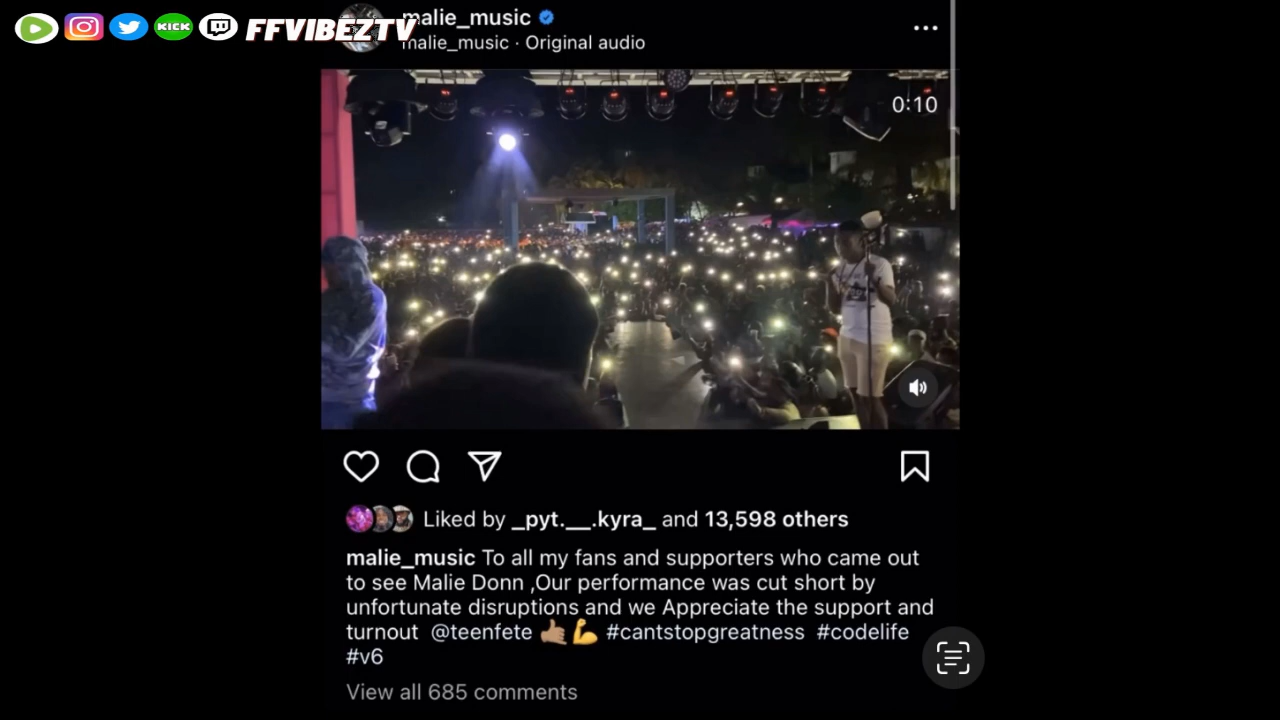 KICK
FFVIBEZTV
malie_music
malie_music · Original audio
0:10
Liked by _pyt.__.kyra_ and 13,598 others
malie_music To all my fans and supporters who came out
to see Malie Donn ,Our performance was cut short by
unfortunate disruptions and we Appreciate the support and
turnout @teenfete 🤙🏽💪 #cantstopgreatness #codelife
#v6
View all 685 comments